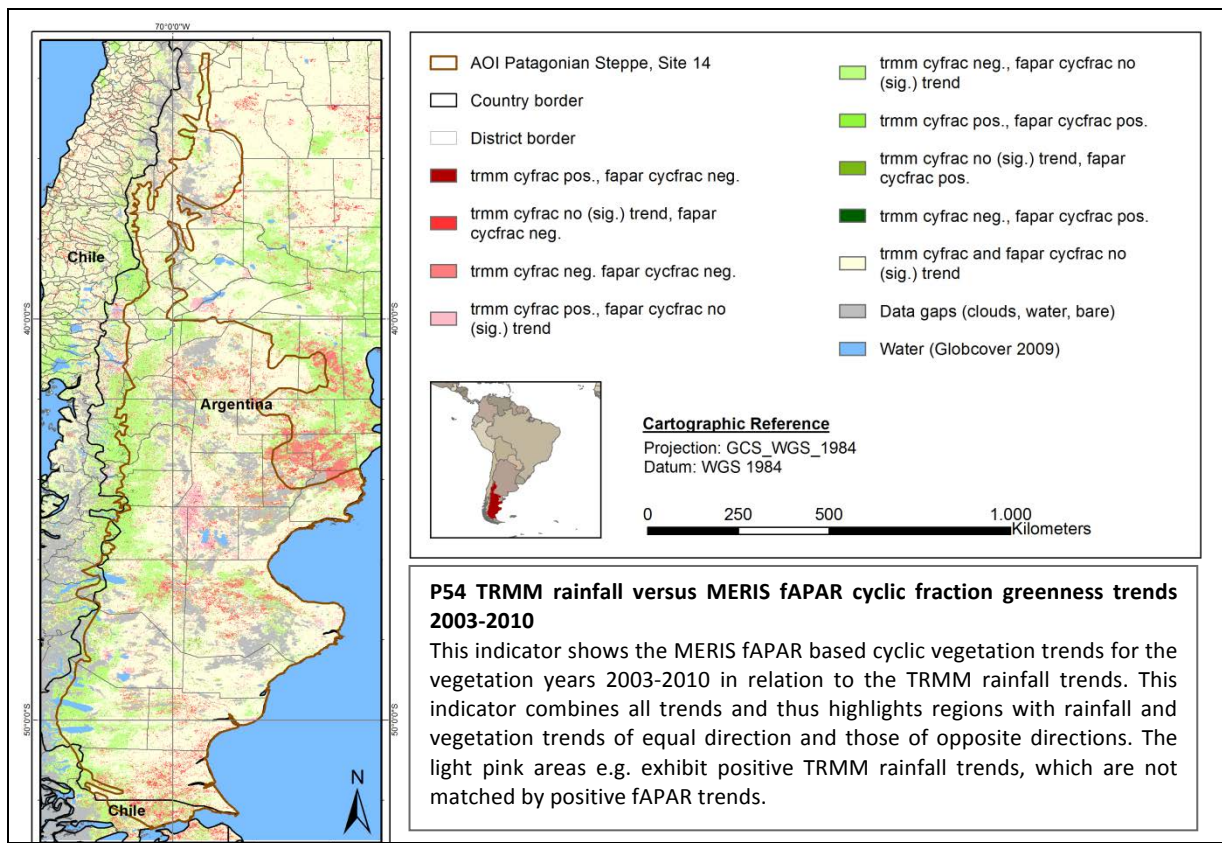 70°0'0"W
40°0'0"S
40°0'0"S
50°0'0"S
50°0'0"S
Chile
Argentina
Chile
N
AOI Patagonian Steppe, Site 14
Country border
District border
trmm cyfrac pos., fapar cycfrac neg.
trmm cyfrac no (sig.) trend, fapar
cycfrac neg.
trmm cyfrac neg. fapar cycfrac neg.
trmm cyfrac pos., fapar cycfrac no
(sig.) trend
trmm cyfrac neg., fapar cycfrac no
(sig.) trend
trmm cyfrac pos., fapar cycfrac pos.
trmm cyfrac no (sig.) trend, fapar
cycfrac pos.
trmm cyfrac neg., fapar cycfrac pos.
trmm cyfrac and fapar cycfrac no
(sig.) trend
Data gaps (clouds, water, bare)
Water (Globcover 2009)
Cartographic Reference
Projection: GCS_WGS_1984
Datum: WGS 1984
0 250 500 1.000
Kilometers
P54 TRMM rainfall versus MERIS fAPAR cyclic fraction greenness trends
2003-2010
This indicator shows the MERIS fAPAR based cyclic vegetation trends for the
vegetation years 2003-2010 in relation to the TRMM rainfall trends. This
indicator combines all trends and thus highlights regions with rainfall and
vegetation trends of equal direction and those of opposite directions. The
light pink areas e.g. exhibit positive TRMM rainfall trends, which are not
matched by positive fAPAR trends.